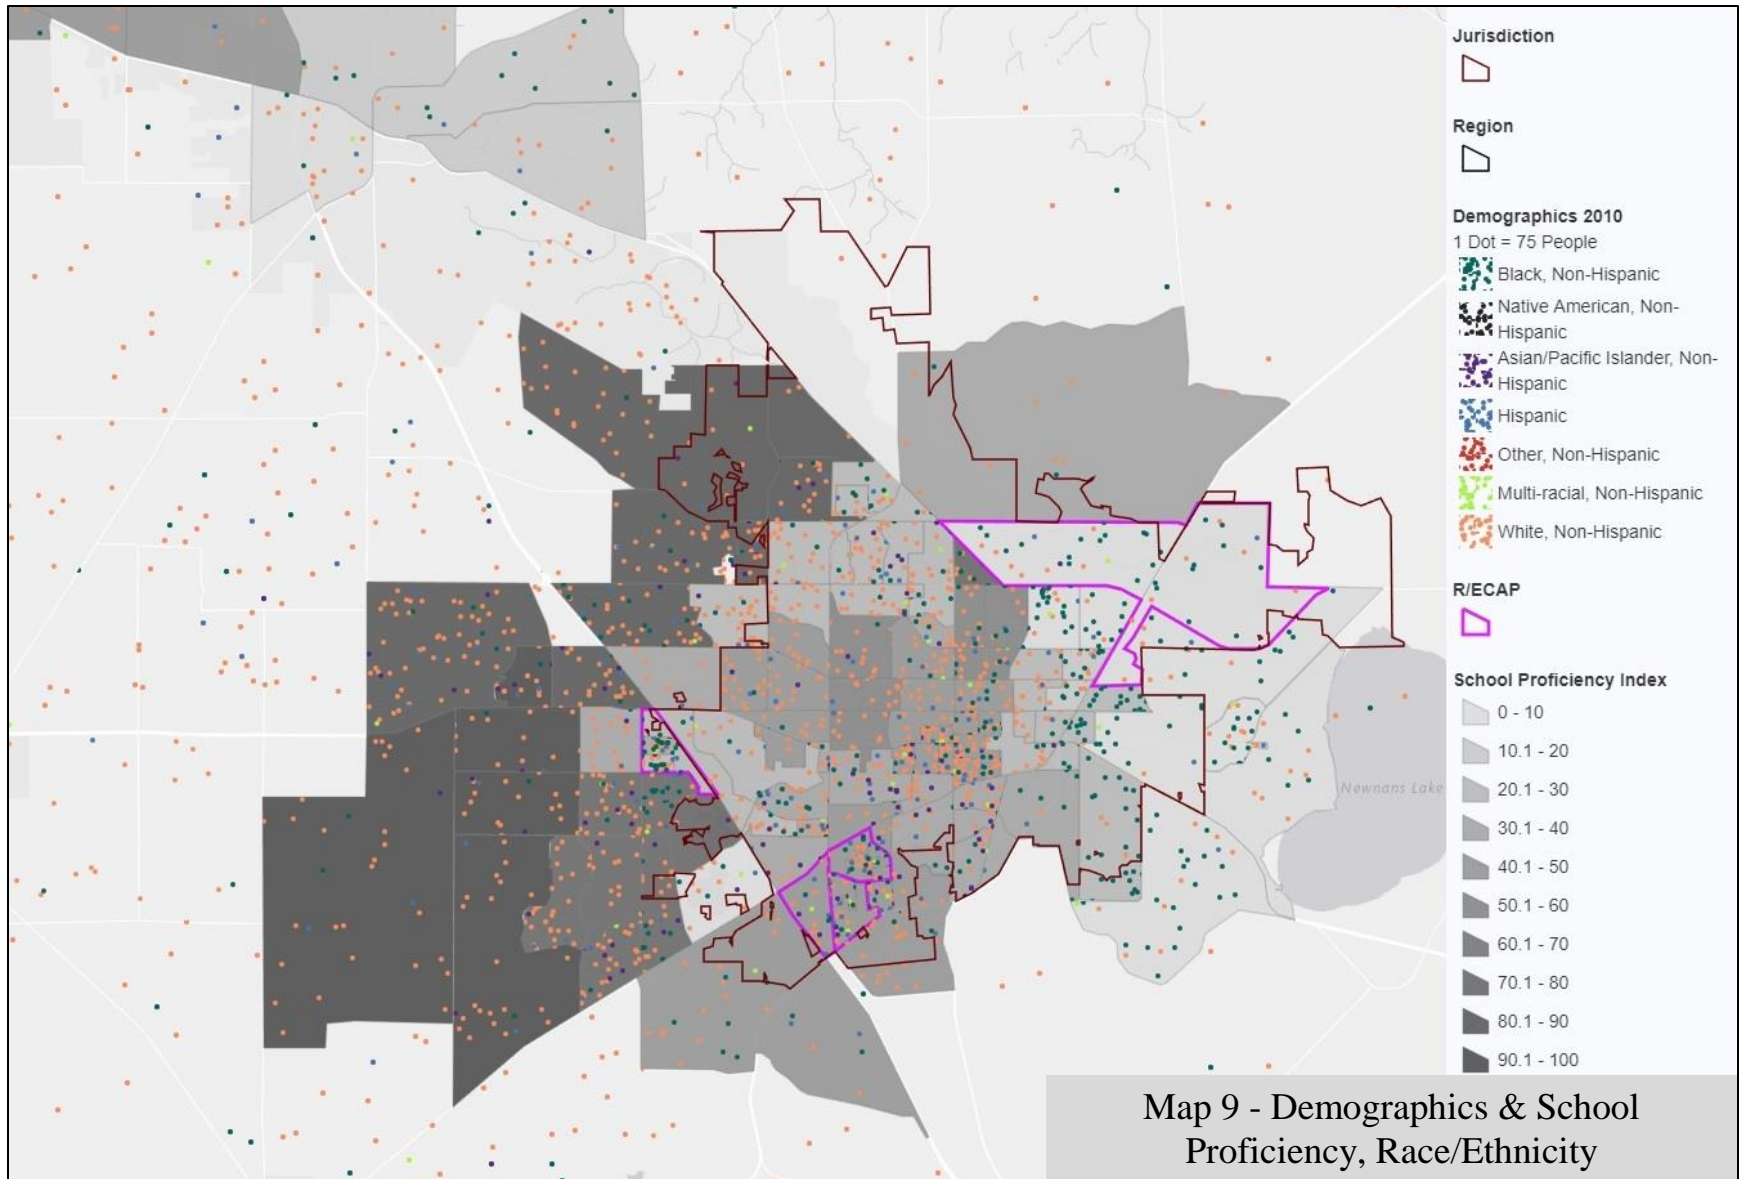 Jurisdiction
Region
Demographics 2010
1 Dot = 75 People
Black, Non-Hispanic
Native American, Non-
Hispanic
Asian/Pacific Islander, Non-
Hispanic
Hispanic
Other, Non-Hispanic
Multi-racial, Non-Hispanic
White, Non-Hispanic
R/ECAP
School Proficiency Index
0 - 10
10.1 - 20
20.1 - 30
30.1 - 40
40.1 - 50
50.1 - 60
60.1 - 70
70.1 - 80
80.1 - 90
90.1 - 100
Newnans Lake
Map 9 - Demographics & School
Proficiency, Race/Ethnicity